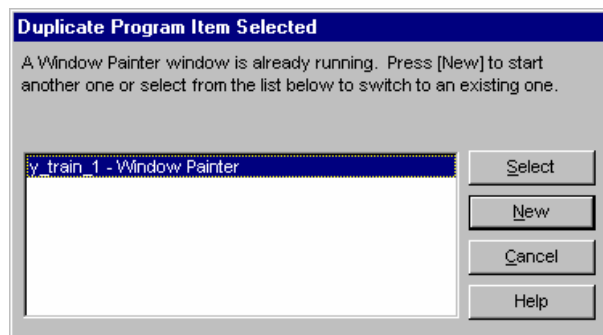 Duplicate Program Item Selected
A Window Painter window is already running. Press [New] to start
another one or select from the list below to switch to an existing one.
y_train_1 - Window Painter
Select
New
Cancel
Help